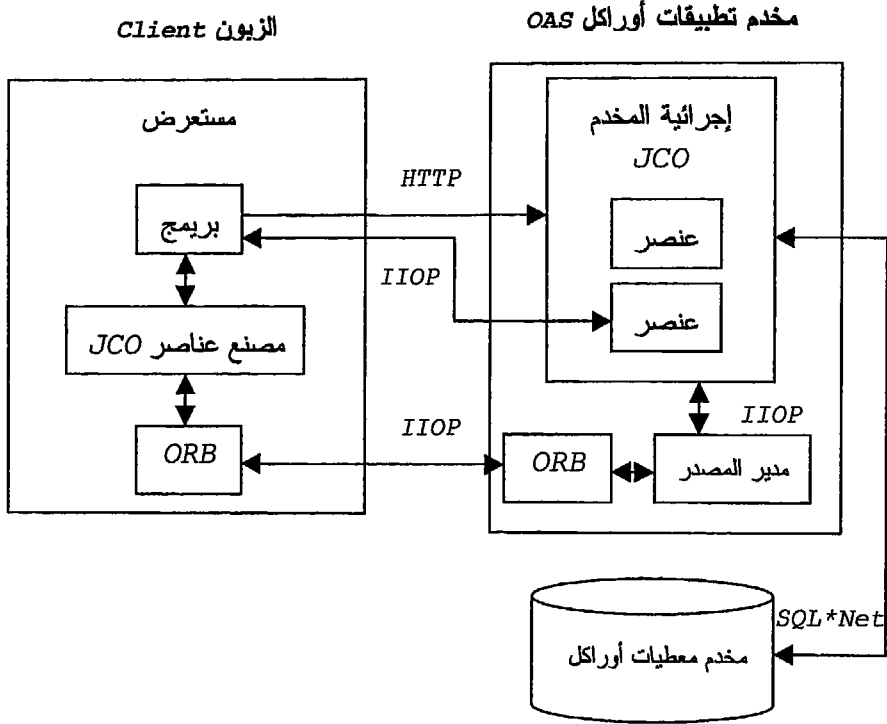 مخدم تطبيقات أوراكل OAS
الزبون Client
إجرائية المخدم
JCO
مستعرض
HTTP
بريمج
عنصر
IIOP
عنصر
مصنع عناصر JCO
IIOP
IIOP
ORB
ORB
مدير المصدر
SQL*Net
مخدم معطيات أوراكل